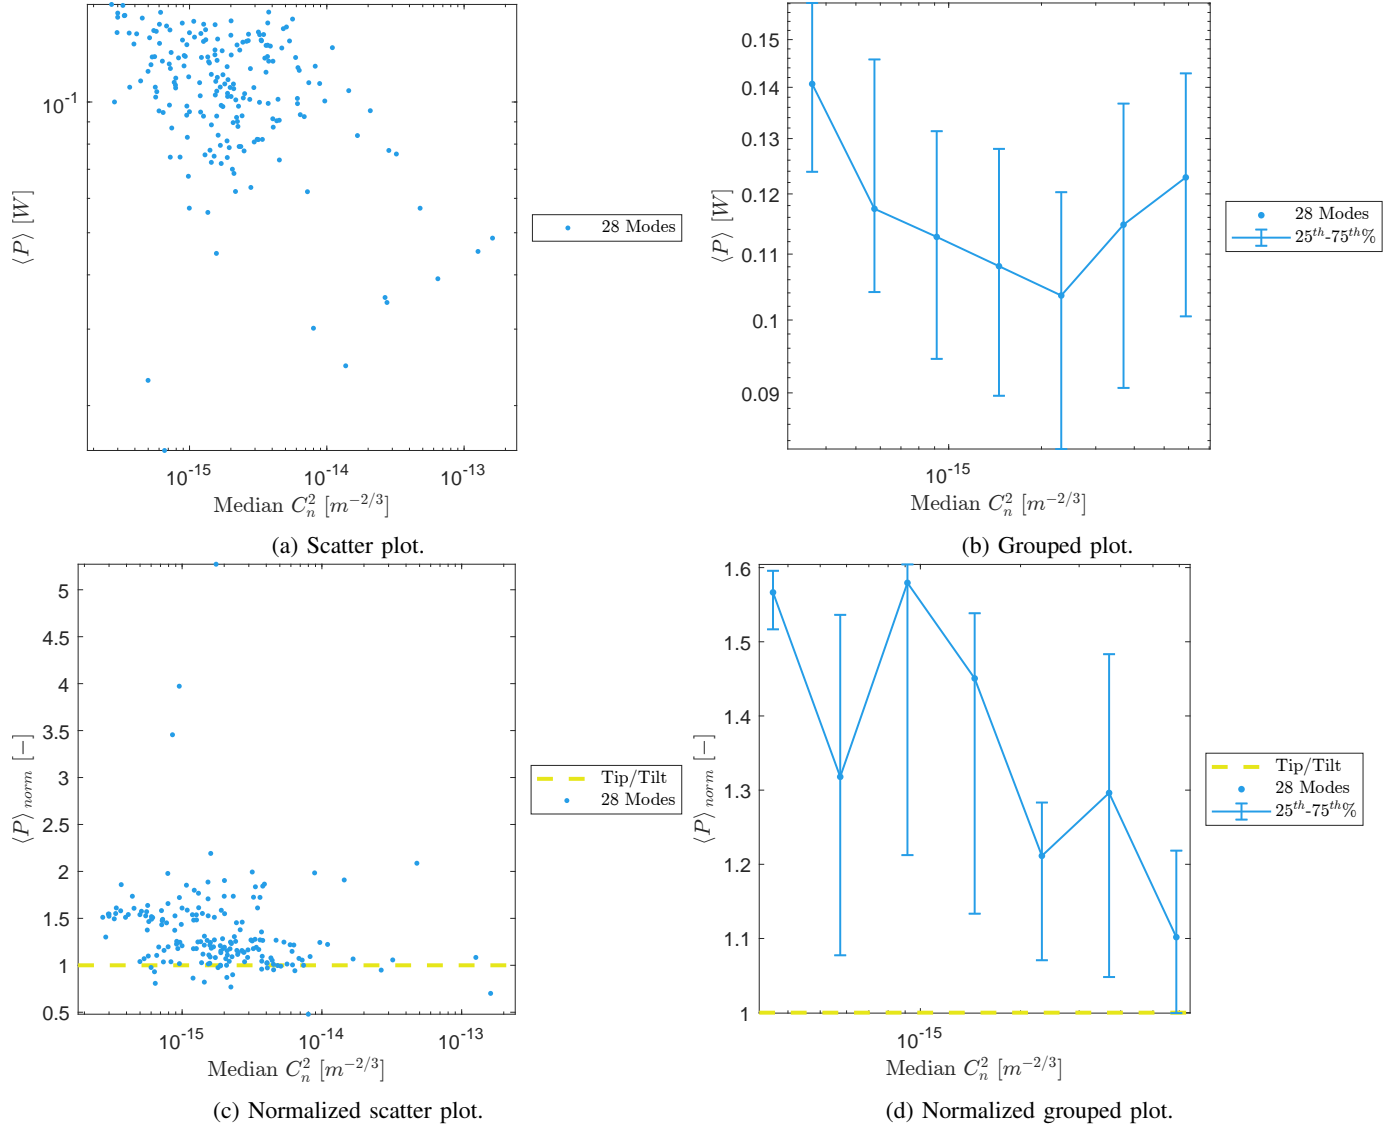 10^{-1}
⟨P⟩ [W]
10^{-15} 10^{-14} 10^{-13}
Median C_n^2 [m^{-2/3}]
28 Modes
(a) Scatter plot.
0.15
0.14
0.13
0.12
0.11
0.1
0.09
⟨P⟩ [W]
10^{-15}
Median C_n^2 [m^{-2/3}]
28 Modes
25^{th}-75^{th}%
(b) Grouped plot.
5
4.5
4
3.5
3
2.5
2
1.5
1
0.5
⟨P⟩_{norm} [−]
10^{-15} 10^{-14} 10^{-13}
Median C_n^2 [m^{-2/3}]
Tip/Tilt
28 Modes
(c) Normalized scatter plot.
1.6
1.5
1.4
1.3
1.2
1.1
1
⟨P⟩_{norm} [−]
10^{-15}
Median C_n^2 [m^{-2/3}]
Tip/Tilt
28 Modes
25^{th}-75^{th}%
(d) Normalized grouped plot.